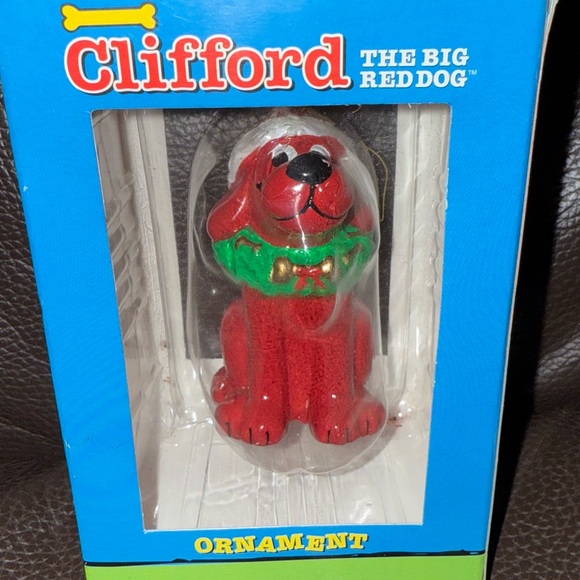 Clifford THE BIG
RED DOG™
ORNAMENT